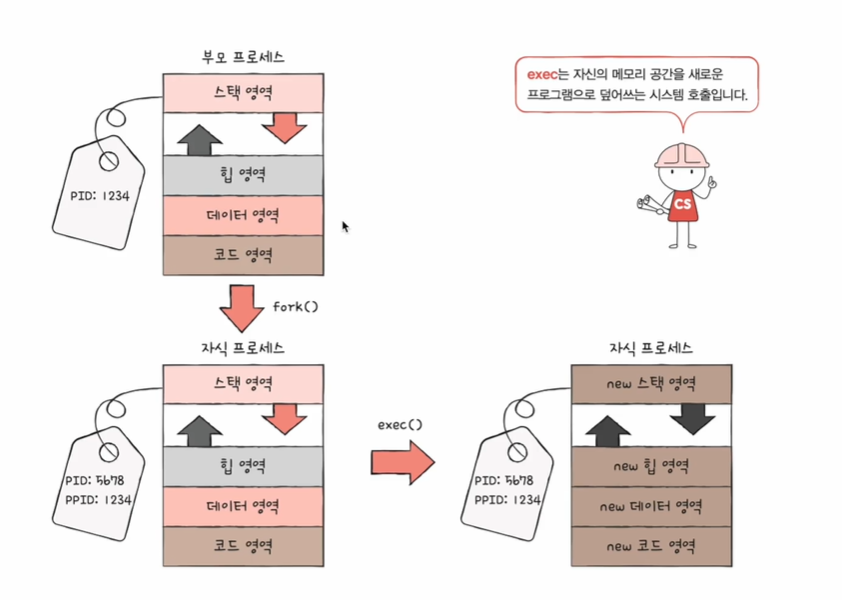 부모 프로세스
스택 영역
힙 영역
데이터 영역
코드 영역
PID: 1234
exec는 자신의 메모리 공간을 새로운
프로그램으로 덮어쓰는 시스템 호출입니다.
CS
fork()
자식 프로세스
스택 영역
힙 영역
데이터 영역
코드 영역
PID: 5678
PPID: 1234
exec()
자식 프로세스
new 스택 영역
new 힙 영역
new 데이터 영역
new 코드 영역
PID: 5678
PPID: 1234